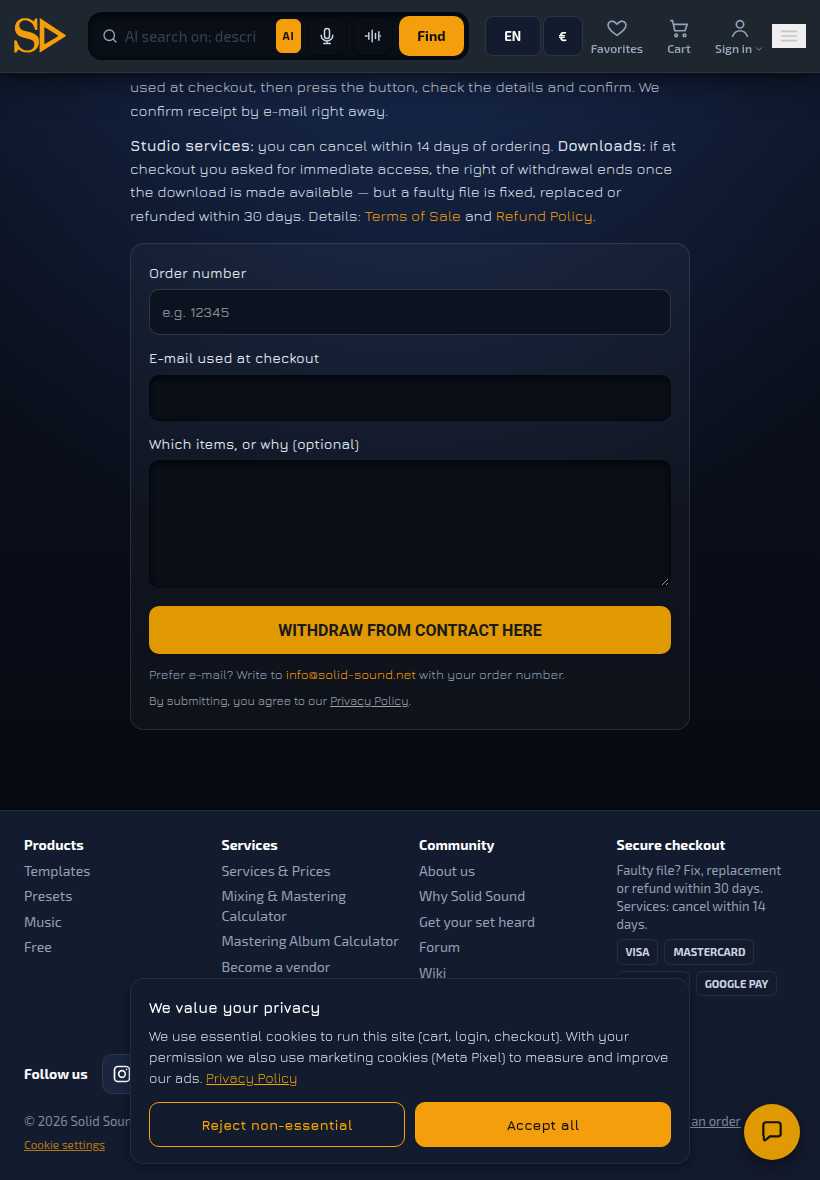 AI search on: descri
AI
Find
EN
€
Favorites
Cart
Sign in
used at checkout, then press the button, check the details and confirm. We
confirm receipt by e-mail right away.
Studio services: you can cancel within 14 days of ordering. Downloads: if at
checkout you asked for immediate access, the right of withdrawal ends once
the download is made available — but a faulty file is fixed, replaced or
refunded within 30 days. Details: Terms of Sale and Refund Policy.
Order number
e.g. 12345
E-mail used at checkout
Which items, or why (optional)
WITHDRAW FROM CONTRACT HERE
Prefer e-mail? Write to info@solid-sound.net with your order number.
By submitting, you agree to our Privacy Policy.
Products
Templates
Presets
Music
Free
Services
Services & Prices
Mixing & Mastering
Calculator
Mastering Album Calculator
Become a vendor
Community
About us
Why Solid Sound
Get your set heard
Forum
Wiki
Secure checkout
Faulty file? Fix, replacement
or refund within 30 days.
Services: cancel within 14
days.
VISA
MASTERCARD
GOOGLE PAY
We value your privacy
We use essential cookies to run this site (cart, login, checkout). With your
permission we also use marketing cookies (Meta Pixel) to measure and improve
our ads. Privacy Policy
Reject non-essential
Accept all
Follow us
© 2026 Solid Soun
an order
Cookie settings